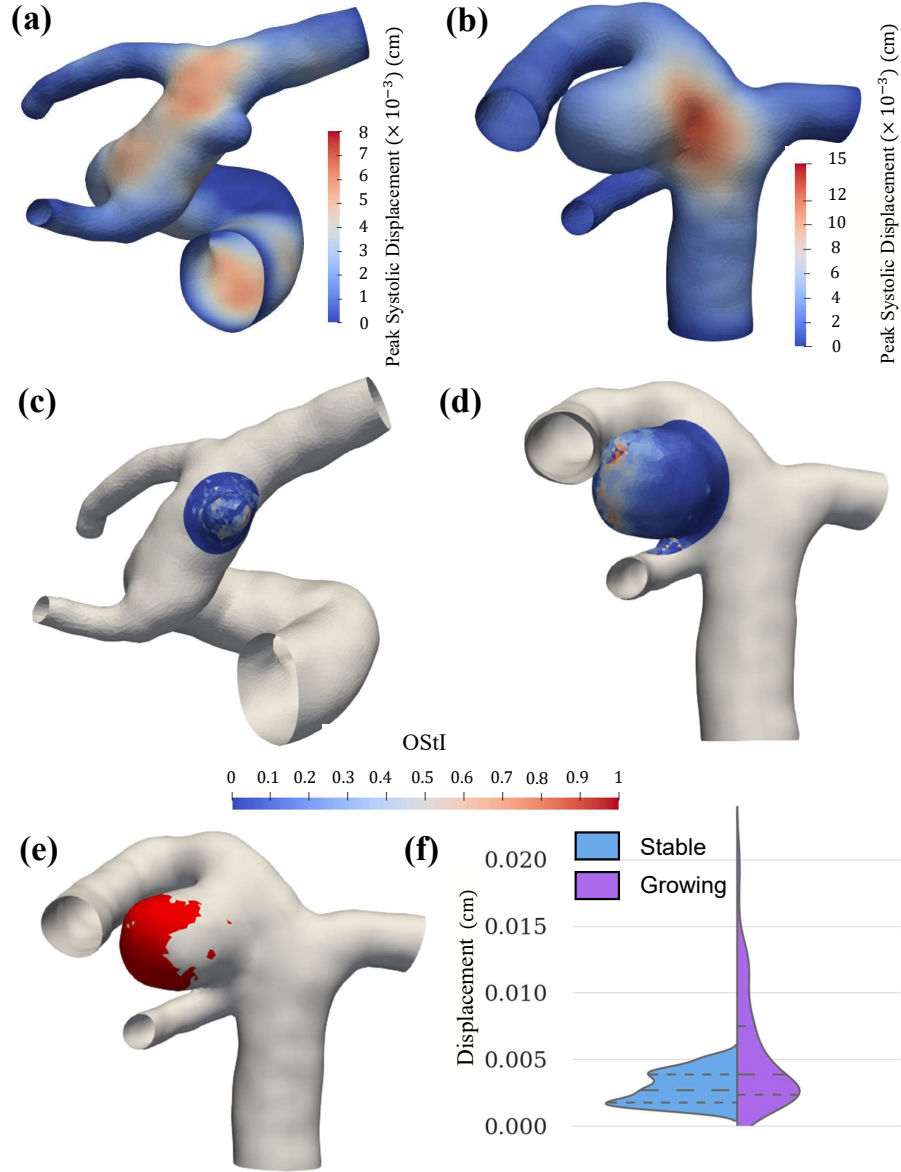 (a)
Peak Systolic Displacement (× 10⁻³) (cm)
8
7
6
5
4
3
2
1
0
(b)
Peak Systolic Displacement (× 10⁻³) (cm)
15
12
10
8
6
4
2
0
(c)
(d)
OStI
0 0.1 0.2 0.3 0.4 0.5 0.6 0.7 0.8 0.9 1
(e)
(f)
Stable
Growing
Displacement (cm)
0.020
0.015
0.010
0.005
0.000